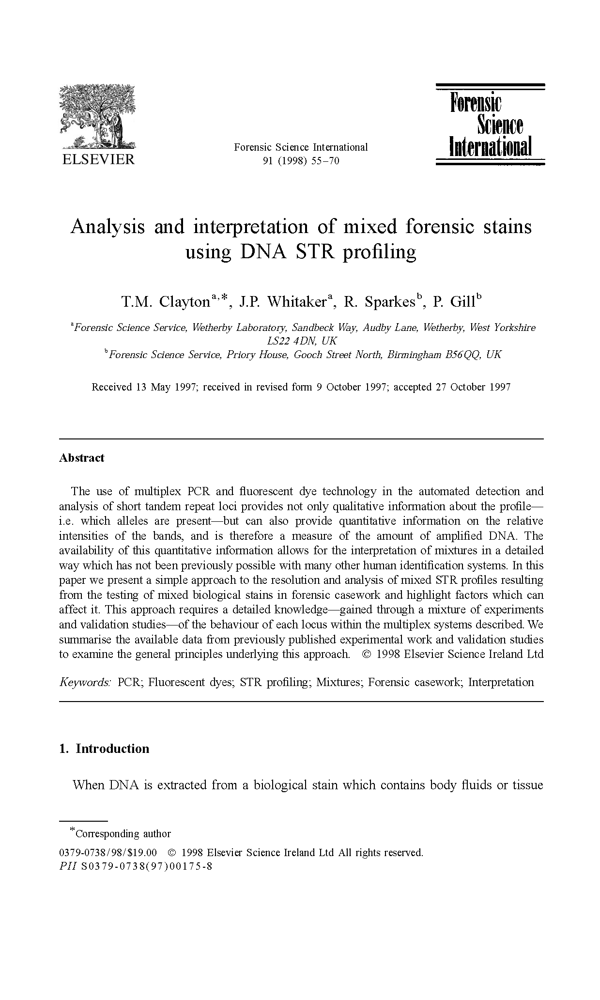 NON SOLUS
ELSEVIER
Forensic Science International
91 (1998) 55–70
Forensic
Science
International
Analysis and interpretation of mixed forensic stains
using DNA STR profiling
T.M. Clayton^a,*, J.P. Whitaker^a, R. Sparkes^b, P. Gill^b
^aForensic Science Service, Wetherby Laboratory, Sandbeck Way, Audby Lane, Wetherby, West Yorkshire
LS22 4DN, UK
^bForensic Science Service, Priory House, Gooch Street North, Birmingham B56QQ, UK
Received 13 May 1997; received in revised form 9 October 1997; accepted 27 October 1997
Abstract
The use of multiplex PCR and fluorescent dye technology in the automated detection and
analysis of short tandem repeat loci provides not only qualitative information about the profile—
i.e. which alleles are present—but can also provide quantitative information on the relative
intensities of the bands, and is therefore a measure of the amount of amplified DNA. The
availability of this quantitative information allows for the interpretation of mixtures in a detailed
way which has not been previously possible with many other human identification systems. In this
paper we present a simple approach to the resolution and analysis of mixed STR profiles resulting
from the testing of mixed biological stains in forensic casework and highlight factors which can
affect it. This approach requires a detailed knowledge—gained through a mixture of experiments
and validation studies—of the behaviour of each locus within the multiplex systems described. We
summarise the available data from previously published experimental work and validation studies
to examine the general principles underlying this approach. © 1998 Elsevier Science Ireland Ltd
Keywords: PCR; Fluorescent dyes; STR profiling; Mixtures; Forensic casework; Interpretation
1. Introduction
When DNA is extracted from a biological stain which contains body fluids or tissue
*Corresponding author
0379-0738/98/$19.00 © 1998 Elsevier Science Ireland Ltd All rights reserved.
PII S0379-0738(97)00175-8